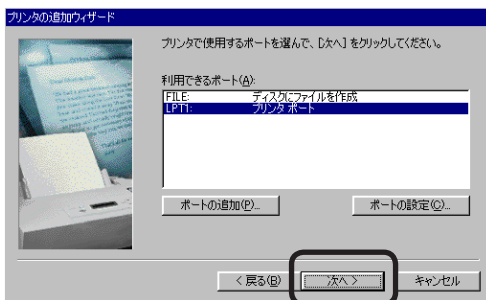 プリンタの追加ウィザード
プリンタで使用するポートを選んで、[次へ] をクリックしてください。
利用できるポート(A):
FILE: ディスクにファイルを作成
LPT1: プリンタ ポート
ポートの追加(P)...
ポートの設定(C)...
< 戻る(B)
次へ >
キャンセル